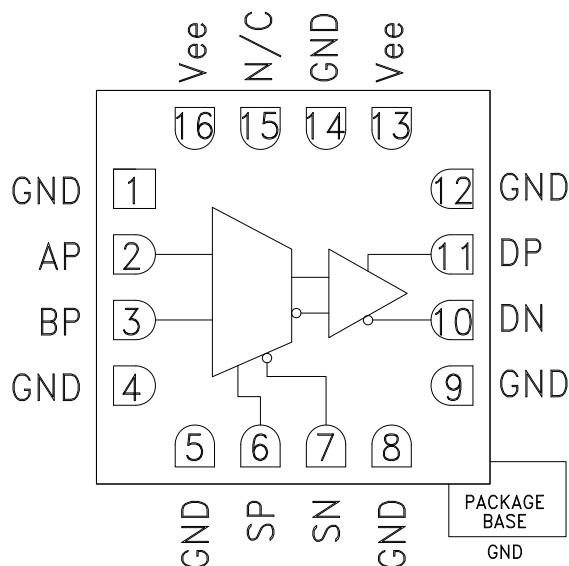 Vee
N/C
GND
Vee
16
15
14
13
GND
1
12
GND
AP
2
11
DP
BP
3
10
DN
GND
4
9
GND
5
6
7
8
GND
SP
SN
GND
PACKAGE
BASE
GND